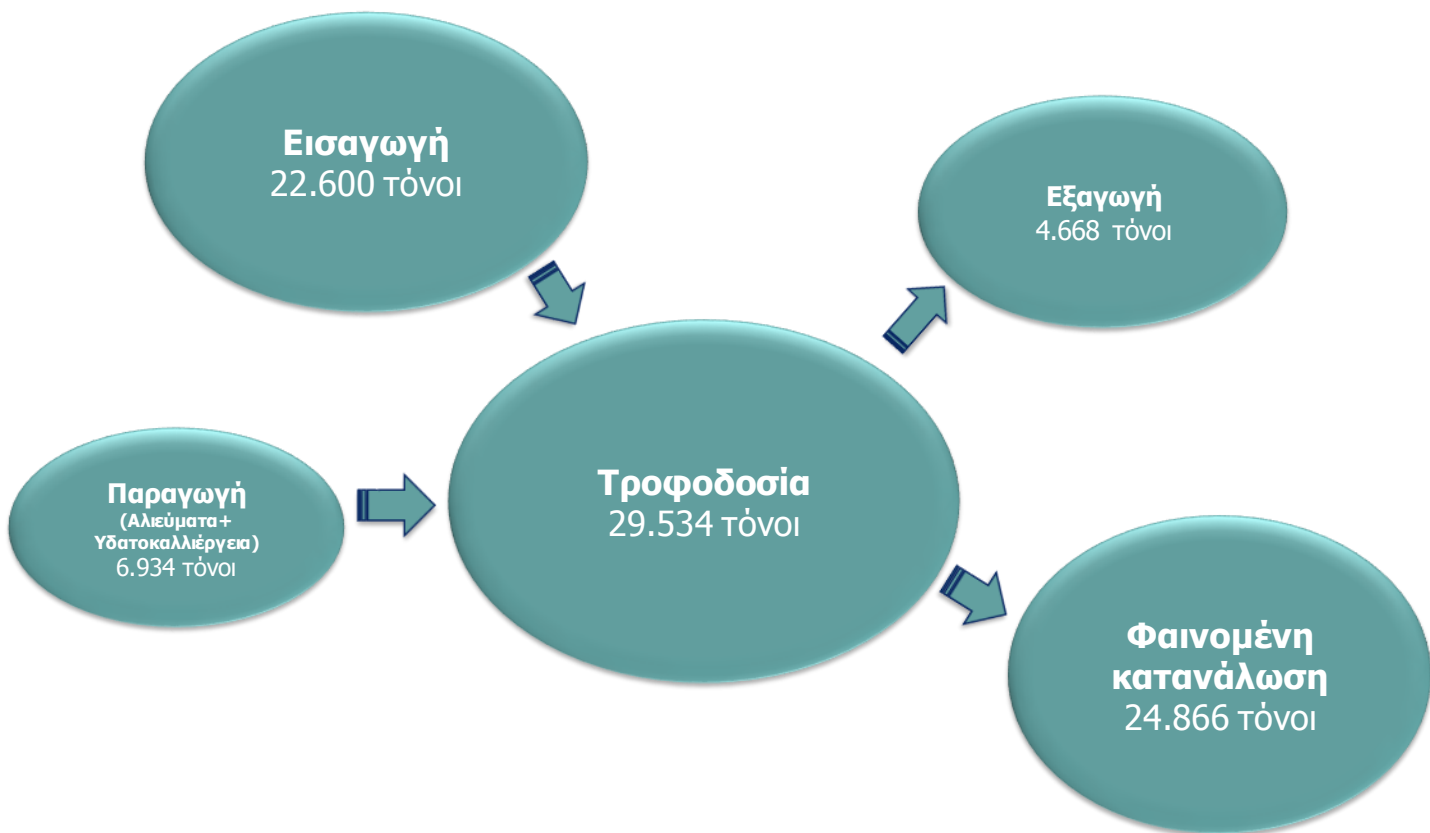 Εισαγωγή
22.600 τόνοι
Εξαγωγή
4.668 τόνοι
Παραγωγή
(Αλιεύματα+
Υδατοκαλλιέργεια)
6.934 τόνοι
Τροφοδοσία
29.534 τόνοι
Φαινομένη
κατανάλωση
24.866 τόνοι